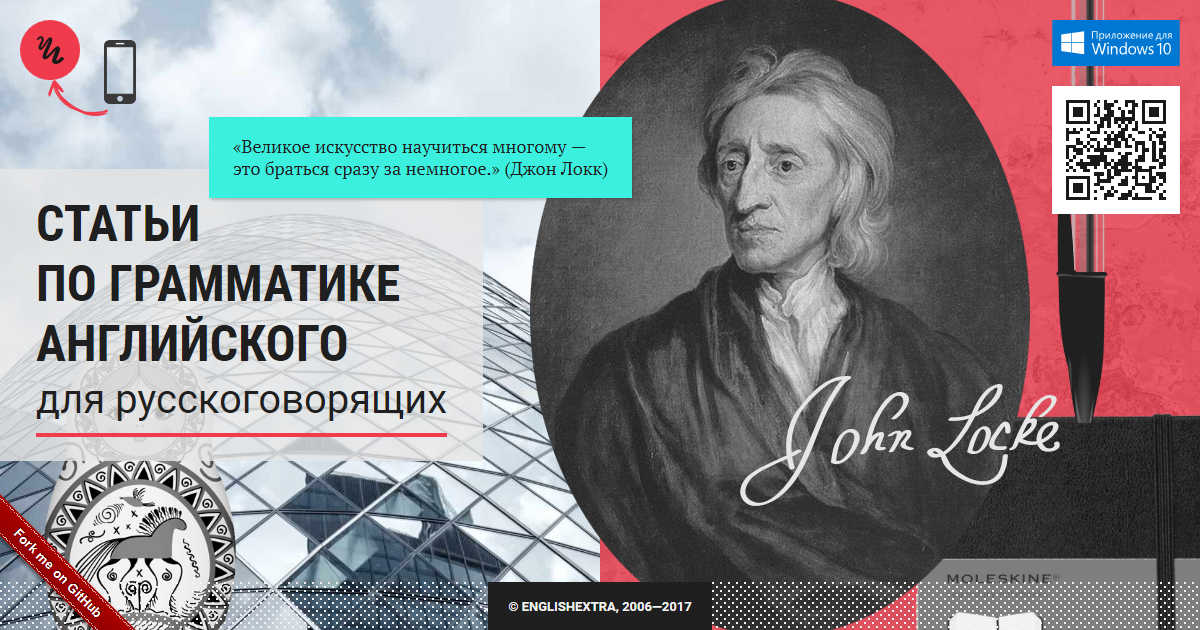 Приложение для
Windows 10
«Великое искусство научиться многому —
это браться сразу за немногое.» (Джон Локк)
СТАТЬИ
ПО ГРАММАТИКЕ
АНГЛИЙСКОГО
для русскоговорящих
John Locke
Fork me on GitHub
MOLESKINE®
© ENGLISHEXTRA, 2006—2017